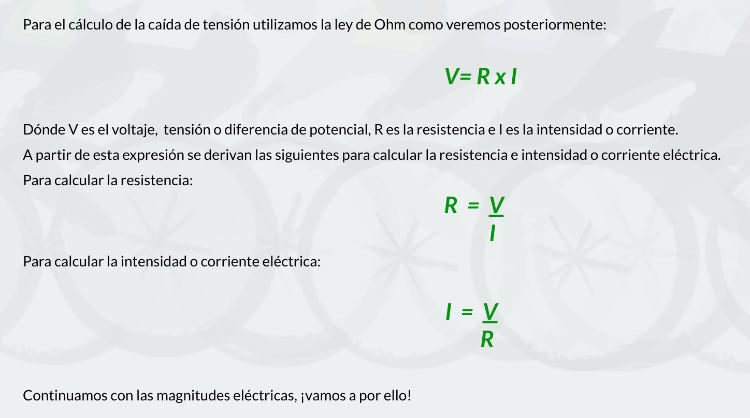 Para el cálculo de la caída de tensión utilizamos la ley de Ohm como veremos posteriormente:
V= R x I
Dónde V es el voltaje, tensión o diferencia de potencial, R es la resistencia e I es la intensidad o corriente.
A partir de esta expresión se derivan las siguientes para calcular la resistencia e intensidad o corriente eléctrica.
Para calcular la resistencia:
R = V
I
Para calcular la intensidad o corriente eléctrica:
I = V
R
Continuamos con las magnitudes eléctricas, ¡vamos a por ello!